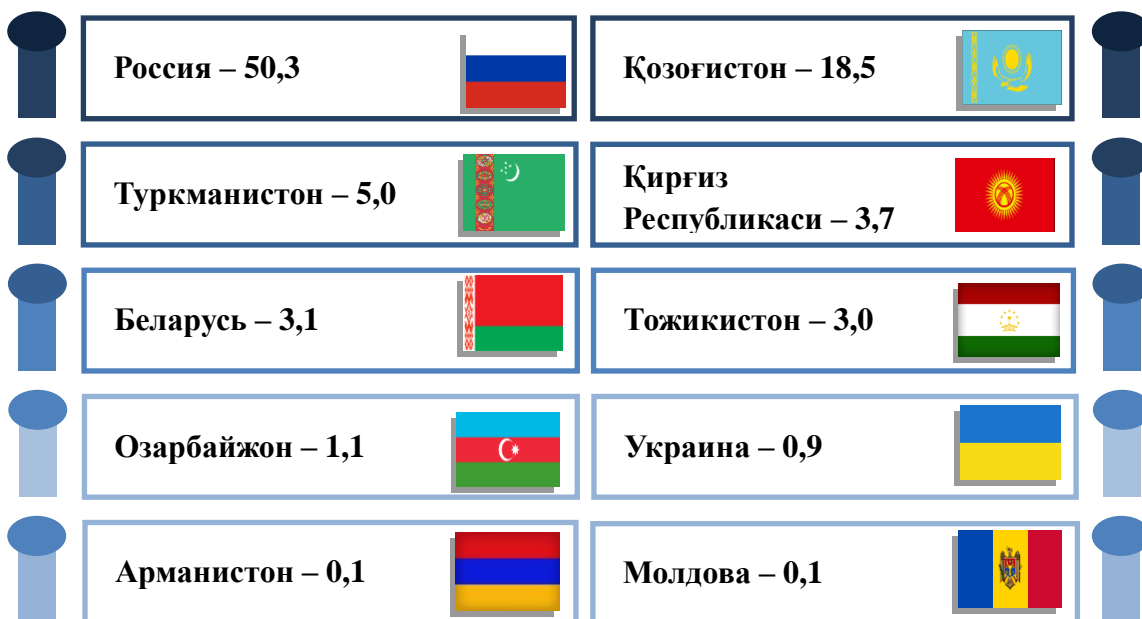 Россия – 50,3
Қозоғистон – 18,5
Туркманистон – 5,0
Қирғиз
Республикаси – 3,7
Беларусь – 3,1
Тожикистон – 3,0
Озарбайжон – 1,1
Украина – 0,9
Арманистон – 0,1
Молдова – 0,1